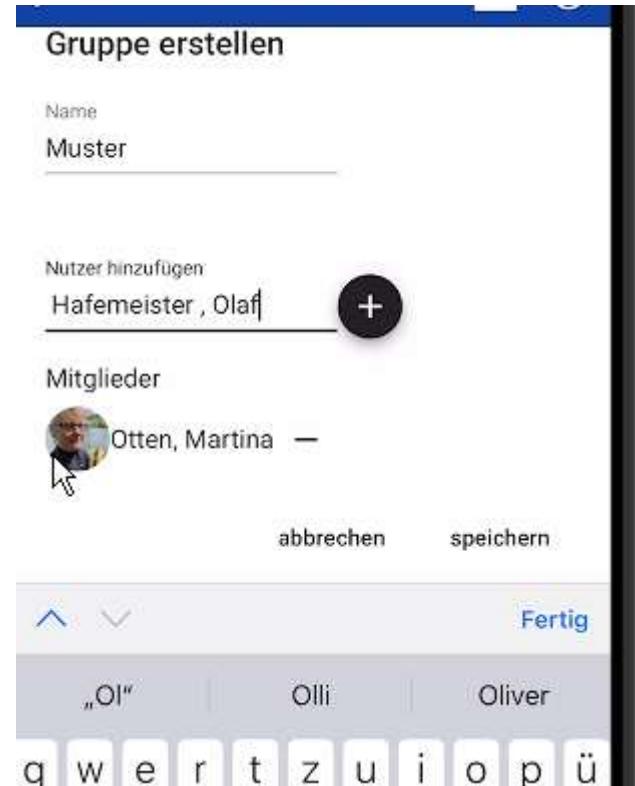 Gruppe erstellen
Name
Muster
Nutzer hinzufügen
Hafemeister , Olaf
+
Mitglieder
Otten, Martina —
abbrechen speichern
Fertig
„Ol“ Olli Oliver
q w e r t z u i o p ü